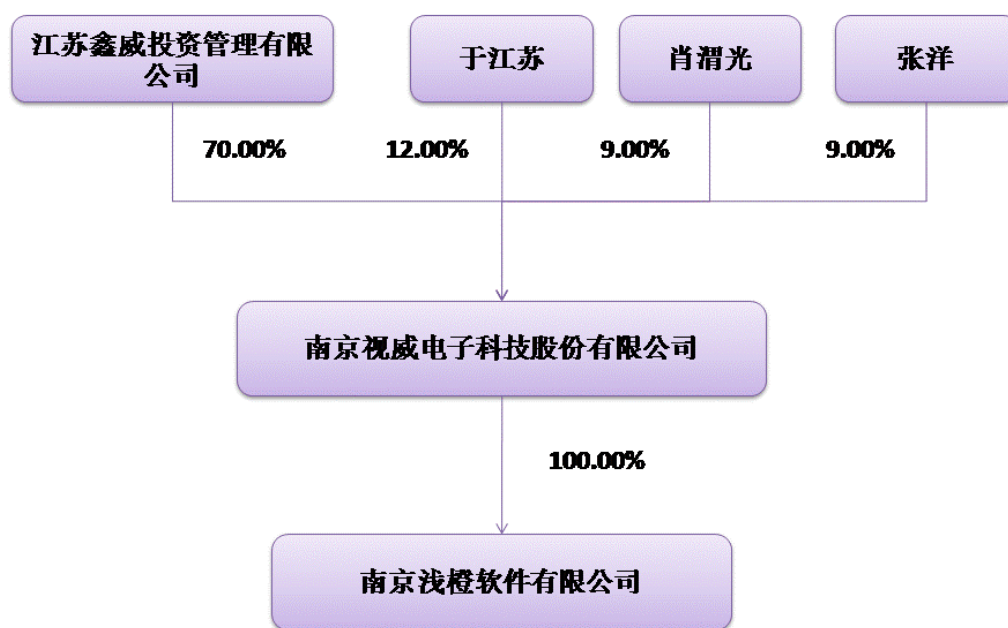 江苏鑫威投资管理有限
公司
于江苏
肖渭光
张洋
70.00%
12.00%
9.00%
9.00%
南京视威电子科技股份有限公司
100.00%
南京浅橙软件有限公司